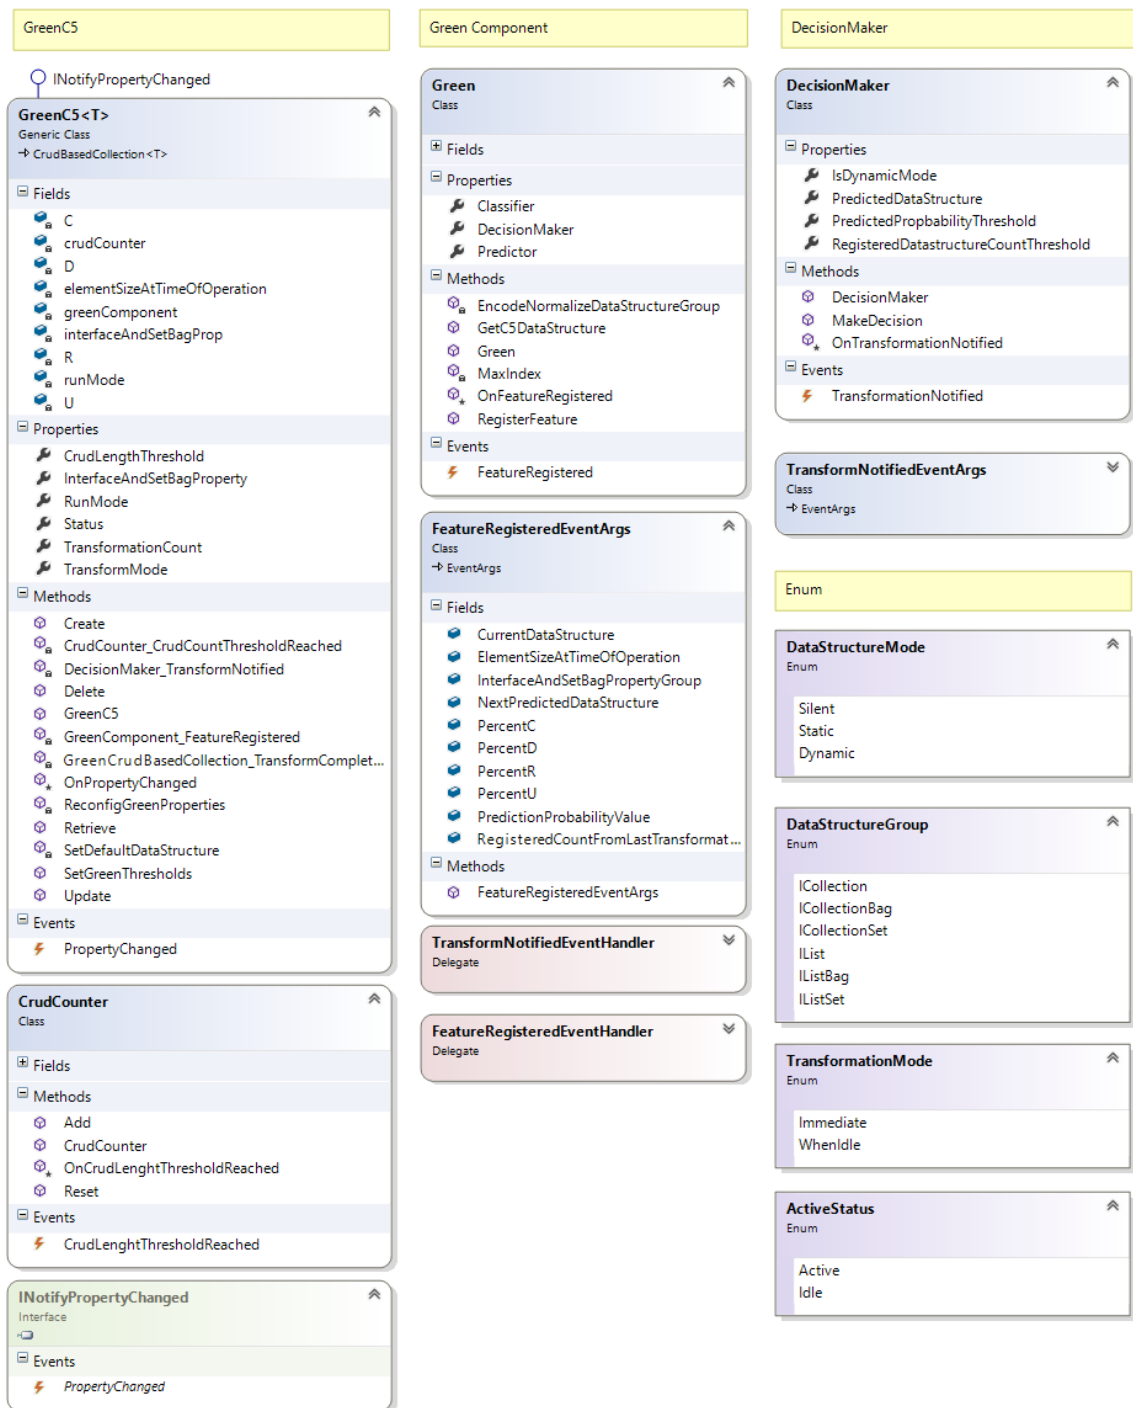 GreenC5
INotifyPropertyChanged
GreenC5<T>
Generic Class
CrudBasedCollection<T>
Fields
C
crudCounter
D
elementSizeAtTimeOfOperation
greenComponent
interfaceAndSetBagProp
R
runMode
U
Properties
CrudLengthThreshold
InterfaceAndSetBagProperty
RunMode
Status
TransformationCount
TransformMode
Methods
Create
CrudCounter_CrudCountThresholdReached
DecisionMaker_TransformNotified
Delete
GreenC5
GreenComponent_FeatureRegistered
GreenCrudBasedCollection_TransformComplet...
OnPropertyChanged
ReconfigGreenProperties
Retrieve
SetDefaultDataStructure
SetGreenThresholds
Update
Events
PropertyChanged
CrudCounter
Class
Fields
Methods
Add
CrudCounter
OnCrudLenghtThresholdReached
Reset
Events
CrudLenghtThresholdReached
INotifyPropertyChanged
Interface
Events
PropertyChanged
Green Component
Green
Class
Fields
Properties
Classifier
DecisionMaker
Predictor
Methods
EncodeNormalizeDataStructureGroup
GetC5DataStructure
Green
MaxIndex
OnFeatureRegistered
RegisterFeature
Events
FeatureRegistered
FeatureRegisteredEventArgs
Class
EventArgs
Fields
CurrentDataStructure
ElementSizeAtTimeOfOperation
InterfaceAndSetBagPropertyGroup
NextPredictedDataStructure
PercentC
PercentD
PercentR
PercentU
PredictionProbabilityValue
RegisteredCountFromLastTransformat...
Methods
FeatureRegisteredEventArgs
TransformNotifiedEventHandler
Delegate
FeatureRegisteredEventHandler
Delegate
DecisionMaker
DecisionMaker
Class
Properties
IsDynamicMode
PredictedDataStructure
PredictedPropbabilityThreshold
RegisteredDatastructureCountThreshold
Methods
DecisionMaker
MakeDecision
OnTransformationNotified
Events
TransformationNotified
TransformNotifiedEventArgs
Class
EventArgs
Enum
DataStructureMode
Enum
Silent
Static
Dynamic
DataStructureGroup
Enum
ICollection
ICollectionBag
ICollectionSet
IList
IListBag
IListSet
TransformationMode
Enum
Immediate
WhenIdle
ActiveStatus
Enum
Active
Idle